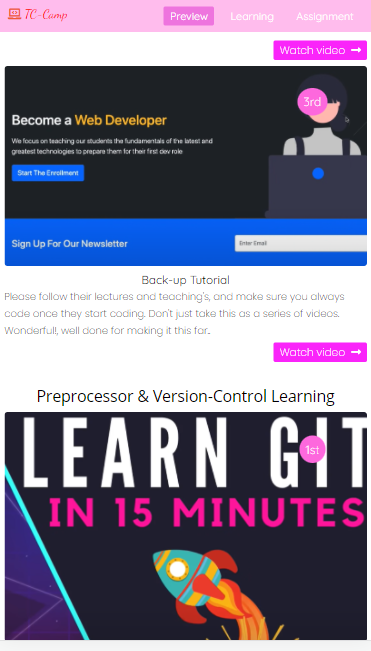 TC-Camp
Preview Learning Assignment
Watch video
3rd
Become a Web Developer
We focus on teaching our students the fundamentals of the latest and
greatest technologies to prepare them for their first dev role
Start The Enrollment
Sign Up For Our Newsletter
Enter Email
Back-up Tutorial
Please follow their lectures and teaching's, and make sure you always
code once they start coding. Don't just take this as a series of videos.
Wonderfull, well done for making it this far..
Watch video
Preprocessor & Version-Control Learning
LEARN GIT
1st
IN 15 MINUTES